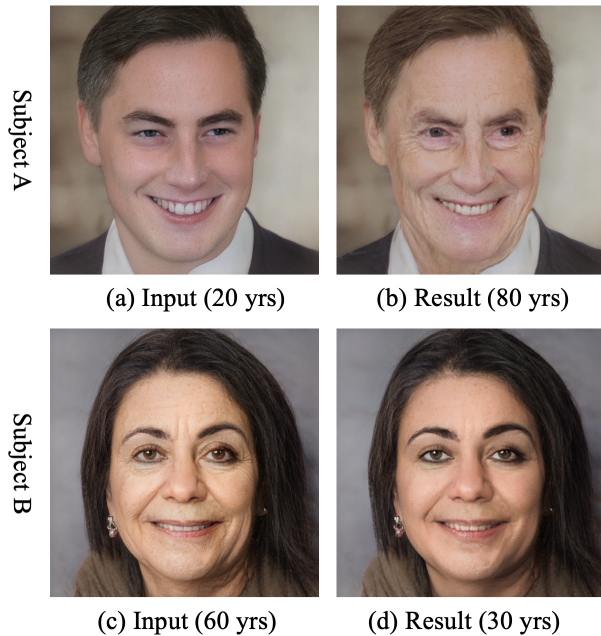 Subject A
(a) Input (20 yrs)
(b) Result (80 yrs)
Subject B
(c) Input (60 yrs)
(d) Result (30 yrs)